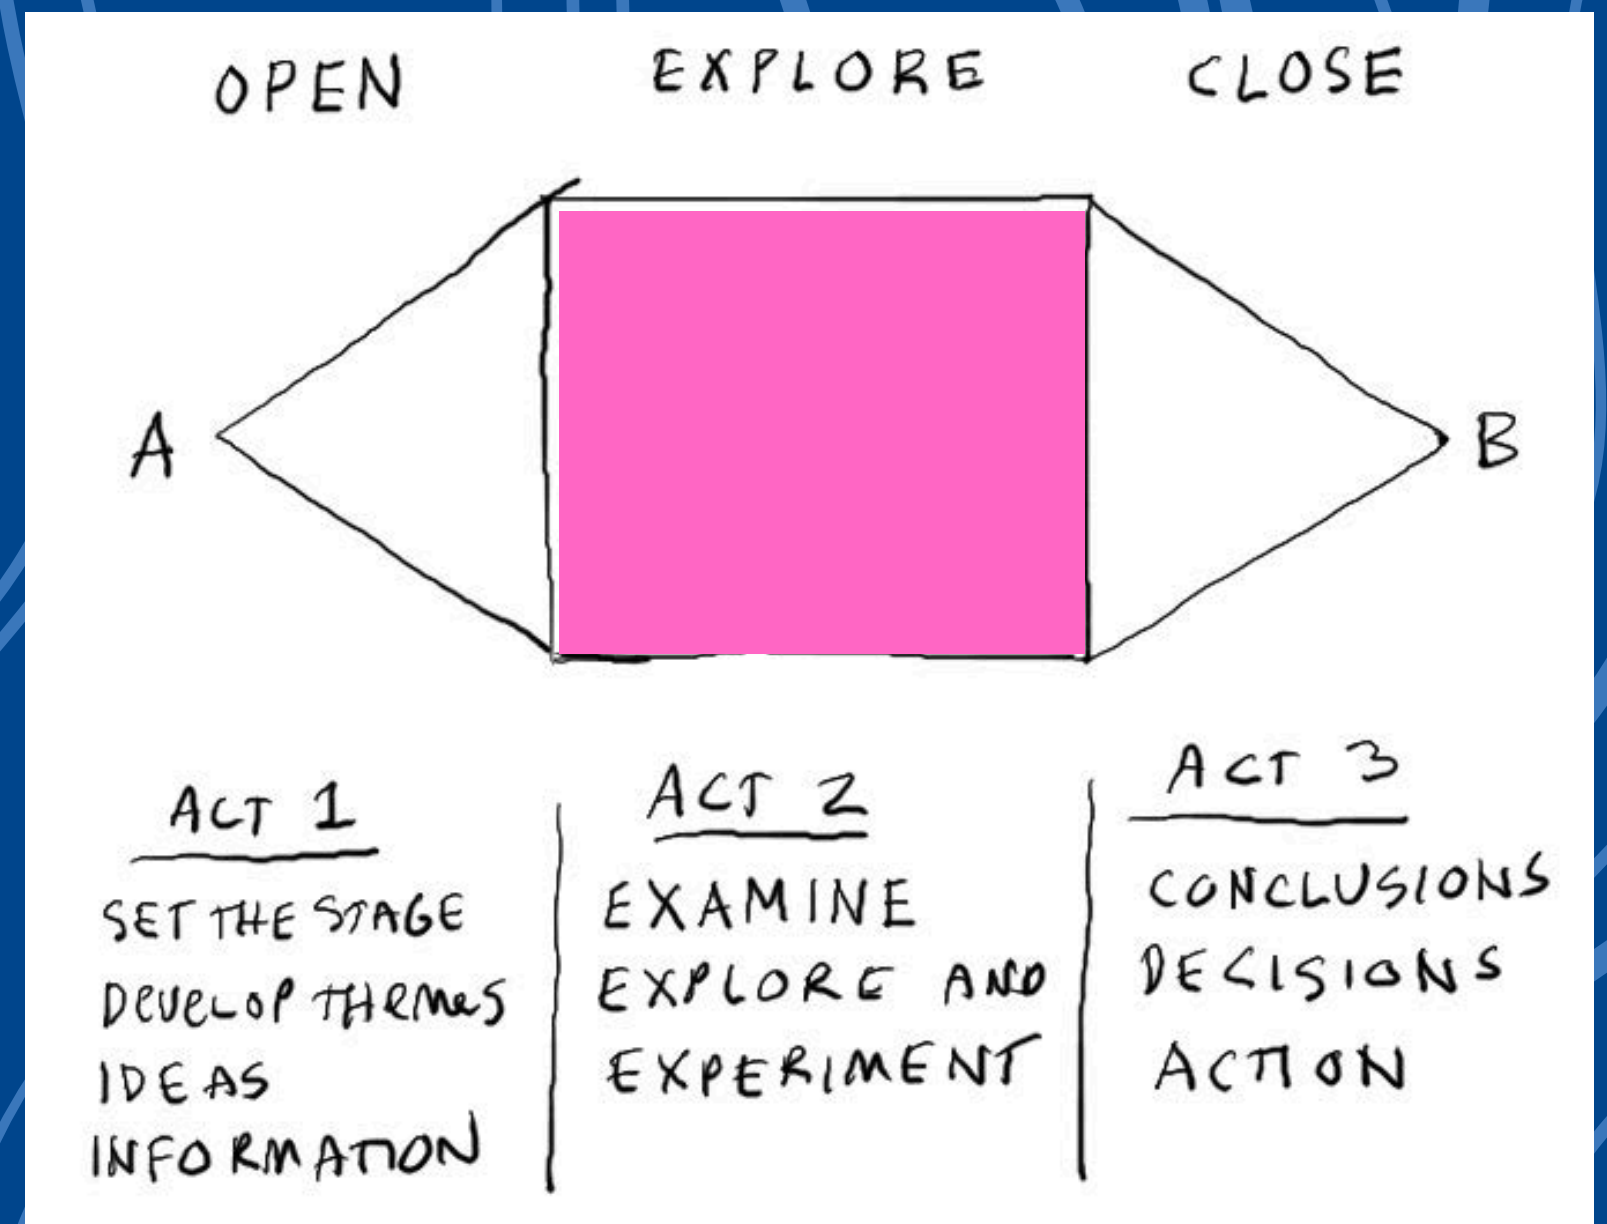 OPEN
EXPLORE
CLOSE
A
B
ACT 1
SET THE STAGE
DEVELOP THEMES
IDEAS
INFORMATION
ACT 2
EXAMINE
EXPLORE AND
EXPERIMENT
ACT 3
CONCLUSIONS
DECISIONS
ACTION